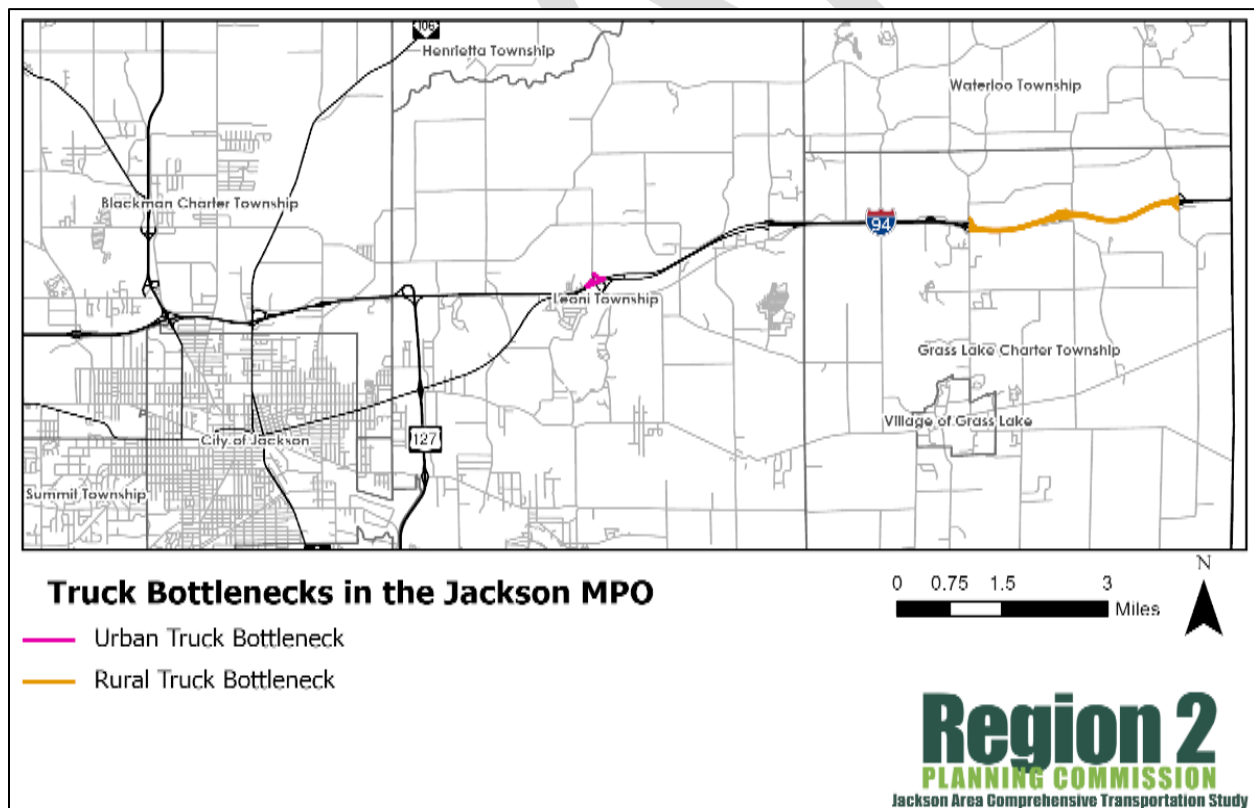 106
Henrietta Township
Waterloo Township
Blackman Charter Township
94
Leoni Township
Grass Lake Charter Township
Village of Grass Lake
127
City of Jackson
Summit Township
Truck Bottlenecks in the Jackson MPO
Urban Truck Bottleneck
Rural Truck Bottleneck
0 0.75 1.5 3
Miles
N
Region 2
PLANNING COMMISSION
Jackson Area Comprehensive Transportation Study